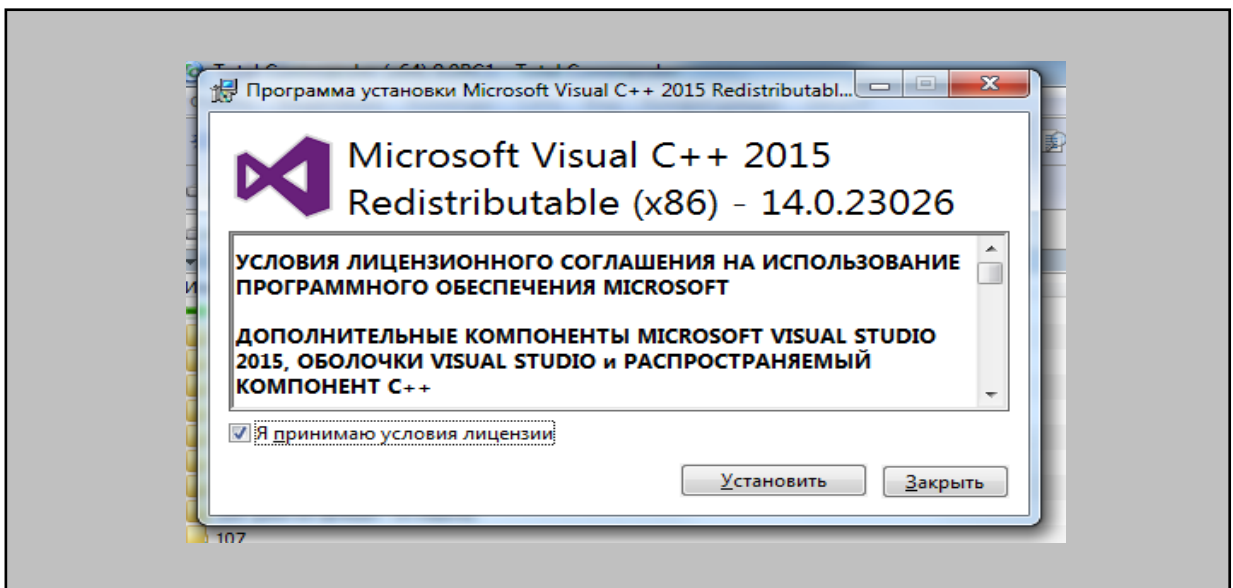 Программа установки Microsoft Visual C++ 2015 Redistributabl...
Microsoft Visual C++ 2015
Redistributable (x86) - 14.0.23026
УСЛОВИЯ ЛИЦЕНЗИОННОГО СОГЛАШЕНИЯ НА ИСПОЛЬЗОВАНИЕ
ПРОГРАММНОГО ОБЕСПЕЧЕНИЯ MICROSOFT
ДОПОЛНИТЕЛЬНЫЕ КОМПОНЕНТЫ MICROSOFT VISUAL STUDIO
2015, ОБОЛОЧКИ VISUAL STUDIO и РАСПРОСТРАНЯЕМЫЙ
КОМПОНЕНТ C++
Я принимаю условия лицензии
Установить
Закрыть
107